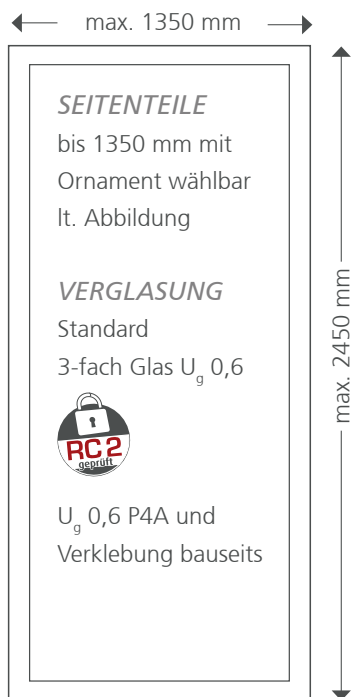 max. 1350 mm
SEITENTEILE
bis 1350 mm mit
Ornament wählbar
lt. Abbildung
VERGLASUNG
Standard
3-fach Glas Ug 0,6
RC2
geprüft
Ug 0,6 P4A und
Verklebung bauseits
max. 2450 mm